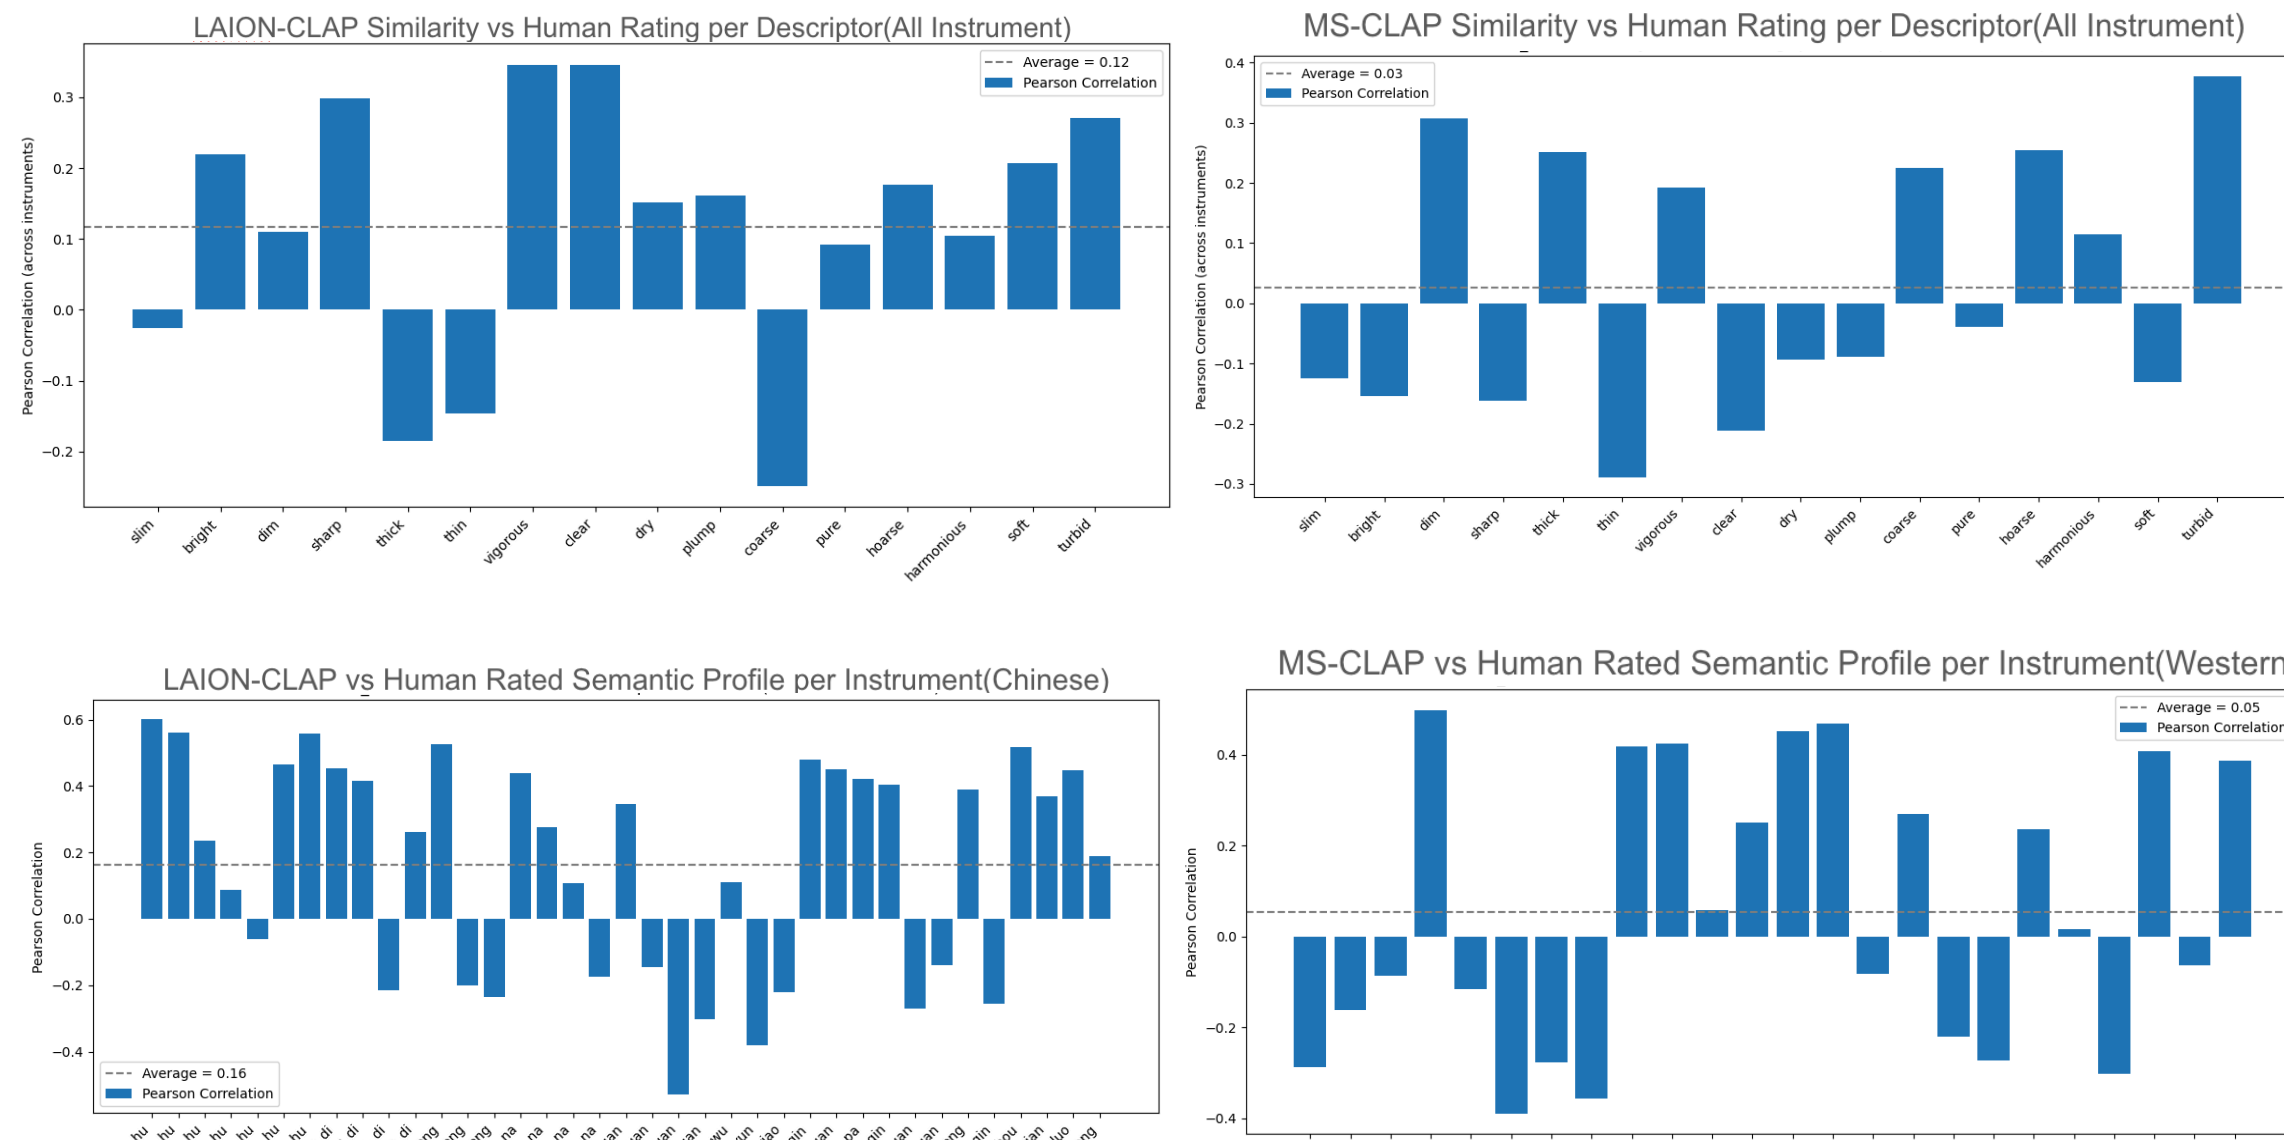 LAION-CLAP Similarity vs Human Rating per Descriptor(All Instrument)
Average = 0.12
Pearson Correlation
Pearson Correlation (across instruments)
0.3
0.2
0.1
0.0
−0.1
−0.2
slim
bright
dim
sharp
thick
thin
vigorous
clear
dry
plump
coarse
pure
hoarse
harmonious
soft
turbid
MS-CLAP Similarity vs Human Rating per Descriptor(All Instrument)
Average = 0.03
Pearson Correlation
Pearson Correlation (across instruments)
0.4
0.3
0.2
0.1
0.0
−0.1
−0.2
−0.3
slim
bright
dim
sharp
thick
thin
vigorous
clear
dry
plump
coarse
pure
hoarse
harmonious
soft
turbid
LAION-CLAP vs Human Rated Semantic Profile per Instrument(Chinese)
Pearson Correlation
0.6
0.4
0.2
0.0
−0.2
−0.4
Average = 0.16
Pearson Correlation
MS-CLAP vs Human Rated Semantic Profile per Instrument(Western
Average = 0.05
Pearson Correlation
Pearson Correlation
0.4
0.2
0.0
−0.2
−0.4